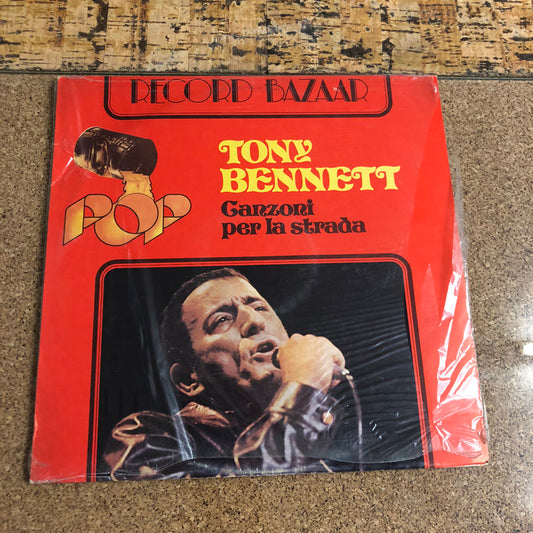 RECORD BAZAAR
TONY
BENNETT
POP
Canzoni
per la strada